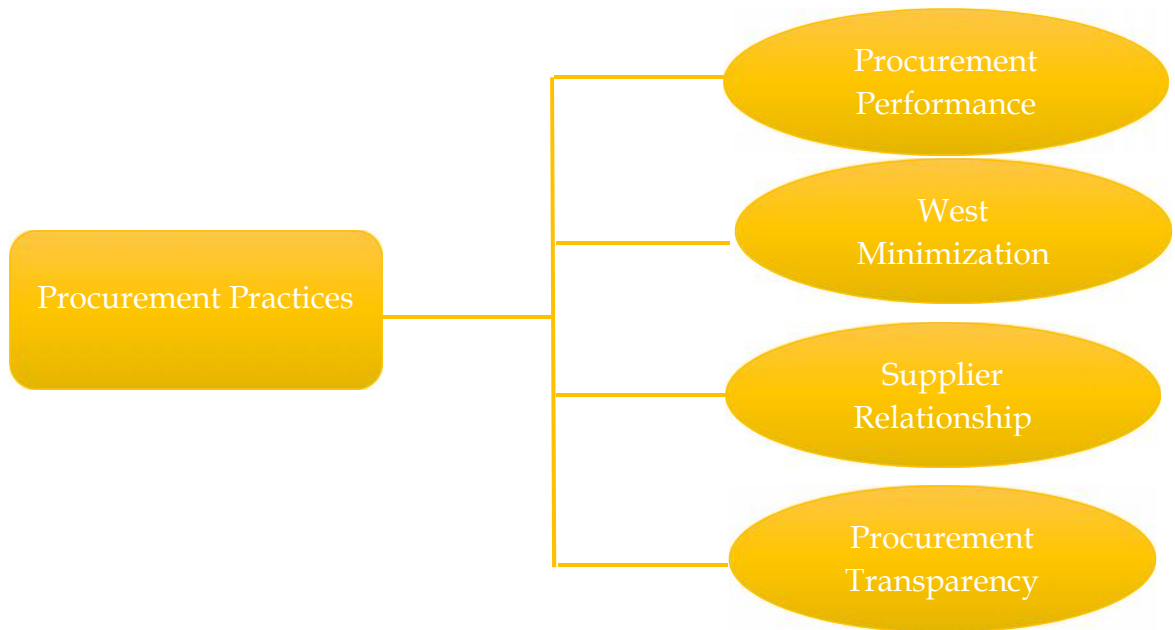 Procurement Practices
Procurement
Performance
West
Minimization
Supplier
Relationship
Procurement
Transparency